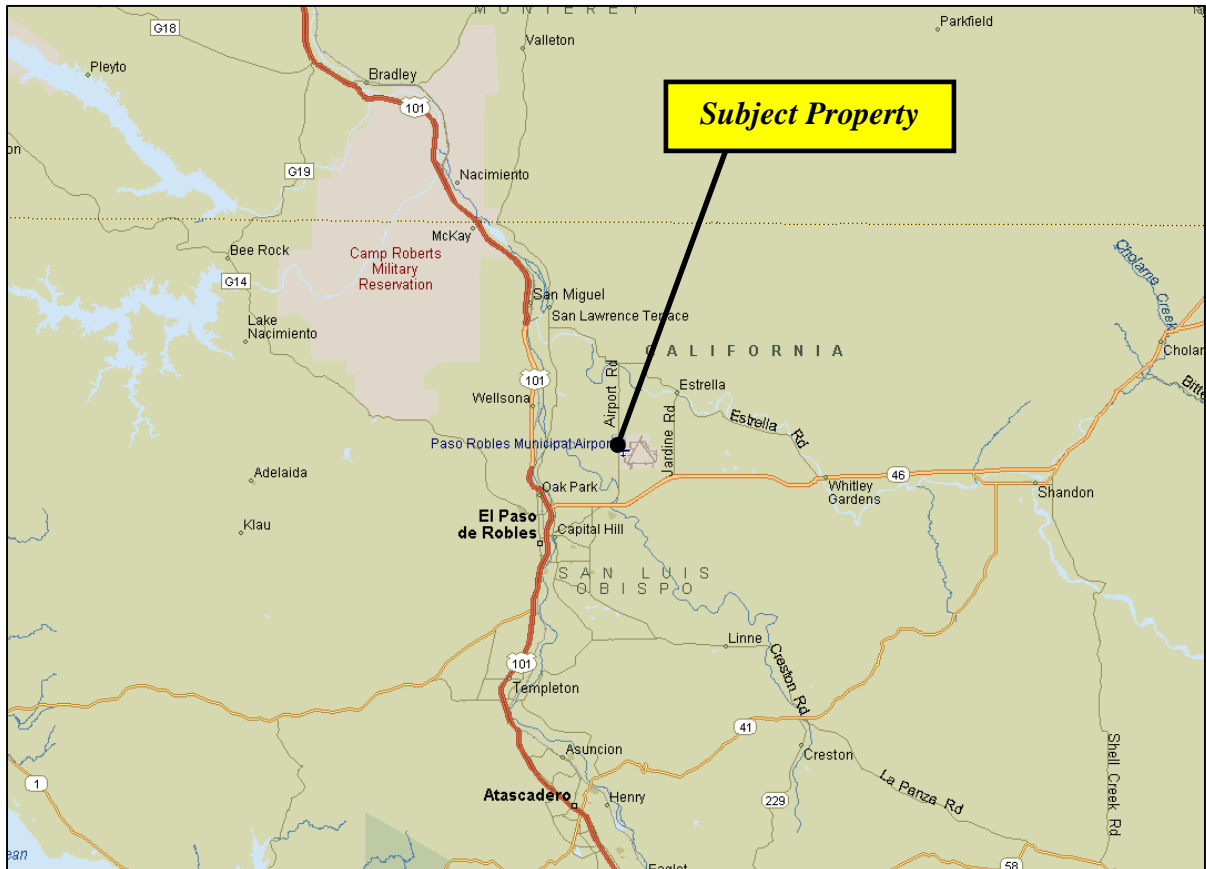 MONTEREY
G18
Parkfield
Valleton
Pleyto
Bradley
101
Subject Property
G19
Nacimiento
McKay
Bee Rock
Camp Roberts
Military
Reservation
Cholame Creek
G14
San Miguel
San Lawrence Terrace
Lake
Nacimiento
CALIFORNIA
Cholar
101
Airport Rd
Estrella
Bitte
Wellsona
Estrella Rd
Jardine Rd
Paso Robles Municipal Airport
46
Adelaida
Oak Park
Whitley
Gardens
Shandon
El Paso
de Robles
Klau
Capital Hill
SAN LUIS
OBISPO
Linne
Creston Rd
101
Templeton
41
Asuncion
Creston
Shell Creek Rd
1
La Panza Rd
Atascadero
Henry
229
ean
Eaglet
58